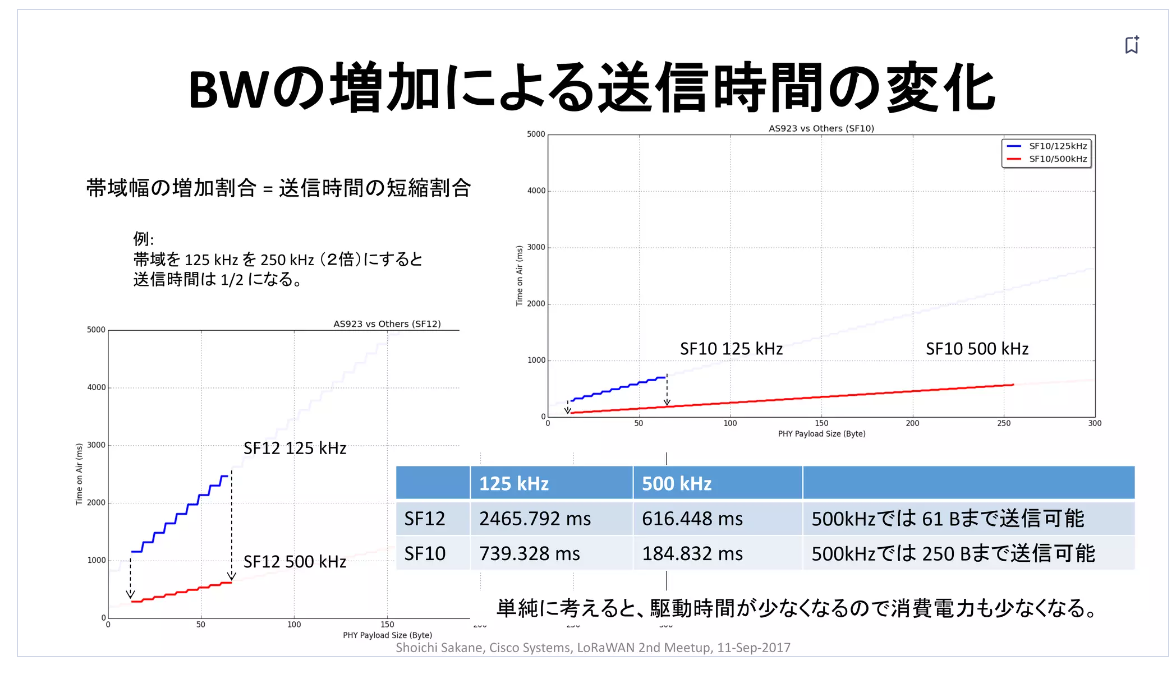 BWの増加による送信時間の変化
帯域幅の増加割合 = 送信時間の短縮割合
例:
帯域を 125 kHz を 250 kHz （２倍）にすると
送信時間は 1/2 になる。
AS923 vs Others (SF10)
5000
4000
3000
2000
1000
0
Time on Air (ms)
SF10/125kHz
SF10/500kHz
SF10 125 kHz
SF10 500 kHz
0 50 100 150 200 250 300
PHY Payload Size (Byte)
AS923 vs Others (SF12)
5000
4000
3000
2000
1000
0
Time on Air (ms)
SF12 125 kHz
SF12 500 kHz
0 50 100 150
PHY Payload Size (Byte)
125 kHz 500 kHz
SF12 2465.792 ms 616.448 ms 500kHzでは 61 Bまで送信可能
SF10 739.328 ms 184.832 ms 500kHzでは 250 Bまで送信可能
単純に考えると、駆動時間が少なくなるので消費電力も少なくなる。
Shoichi Sakane, Cisco Systems, LoRaWAN 2nd Meetup, 11-Sep-2017